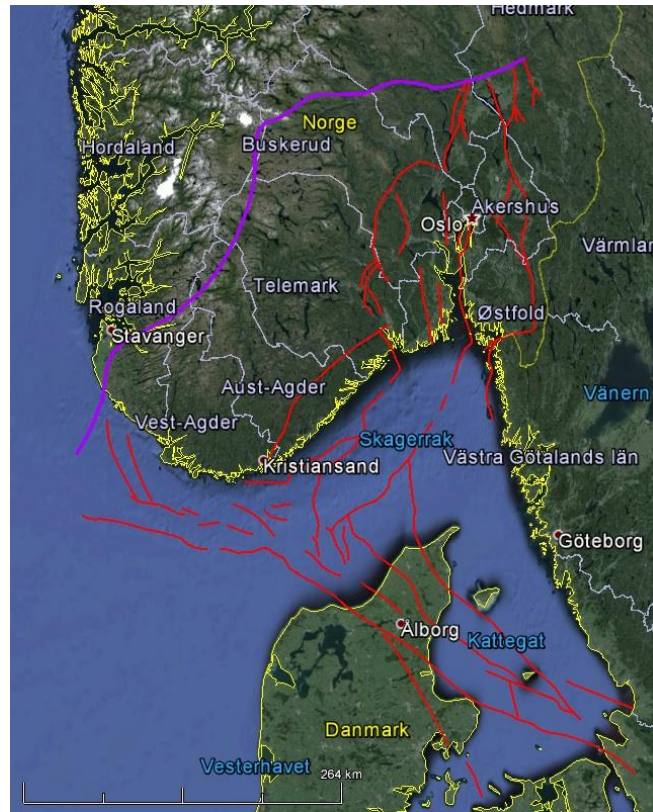 Hedmark
Norge
Hordaland
Buskerud
Oslo
Akershus
Värmlar
Telemark
Rogaland
Stavanger
Østfold
Aust-Agder
Vänern
Vest-Agder
Skagerrak
Kristiansand
Västra Götalands län
Göteborg
Ålborg
Kattegat
Danmark
Vesterhavet
264 km